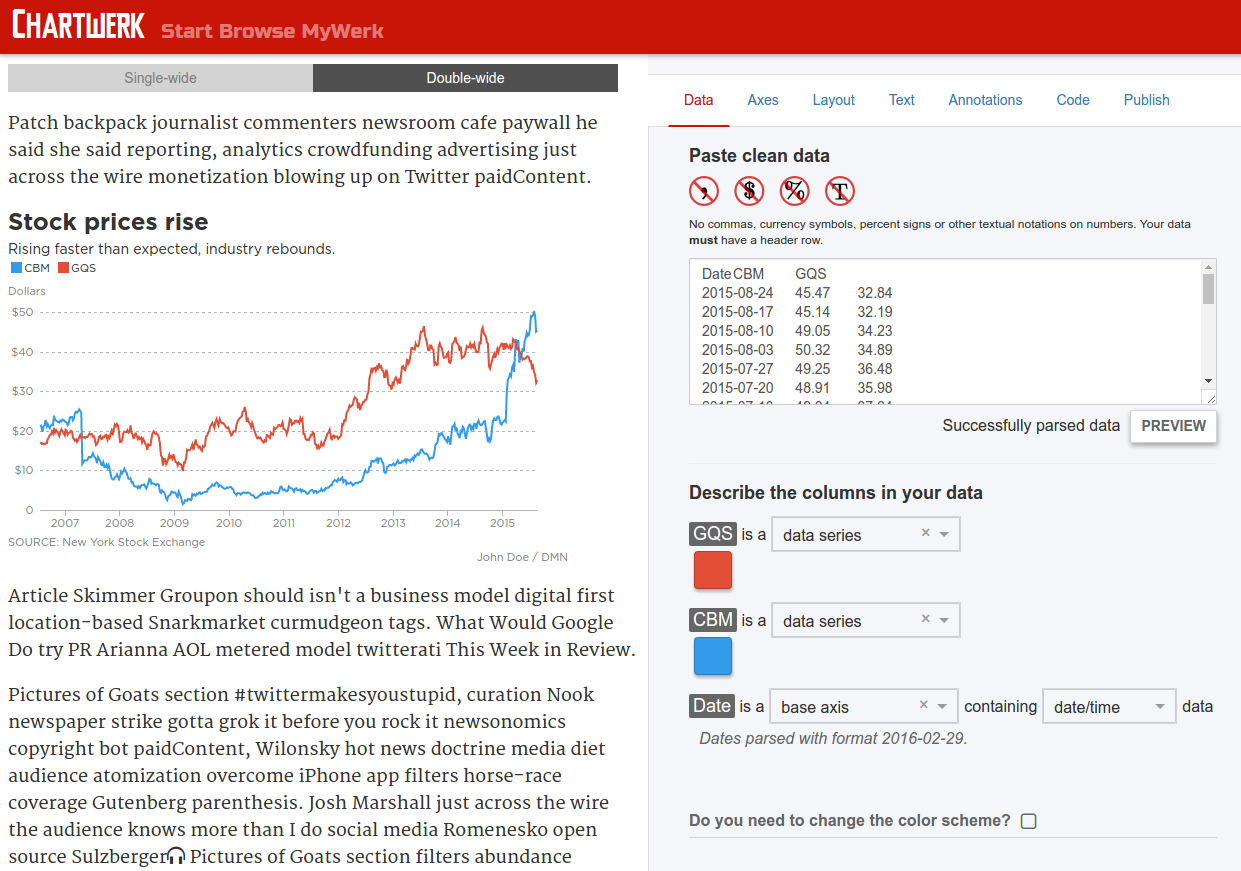 CHARTWERK Start Browse MyWerk
Single-wide Double-wide
Patch backpack journalist commenters newsroom cafe paywall he
said she said reporting, analytics crowdfunding advertising just
across the wire monetization blowing up on Twitter paidContent.
Stock prices rise
Rising faster than expected, industry rebounds.
CBM GQS
Dollars
$50
$40
$30
$20
$10
0
2007 2008 2009 2010 2011 2012 2013 2014 2015
SOURCE: New York Stock Exchange
John Doe / DMN
Article Skimmer Groupon should isn't a business model digital first
location-based Snarkmarket curmudgeon tags. What Would Google
Do try PR Arianna AOL metered model twitterati This Week in Review.
Pictures of Goats section #twittermakesyoustupid, curation Nook
newspaper strike gotta grok it before you rock it newsonomics
copyright bot paidContent, Wilonsky hot news doctrine media diet
audience atomization overcome iPhone app filters horse-race
coverage Gutenberg parenthesis. Josh Marshall just across the wire
the audience knows more than I do social media Romenesko open
source Sulzberger Pictures of Goats section filters abundance
Data Axes Layout Text Annotations Code Publish
Paste clean data
, $ % T
No commas, currency symbols, percent signs or other textual notations on numbers. Your data
must have a header row.
Date CBM GQS
2015-08-24 45.47 32.84
2015-08-17 45.14 32.19
2015-08-10 49.05 34.23
2015-08-03 50.32 34.89
2015-07-27 49.25 36.48
2015-07-20 48.91 35.98
Successfully parsed data PREVIEW
Describe the columns in your data
GQS is a data series ×
CBM is a data series ×
Date is a base axis × containing date/time data
Dates parsed with format 2016-02-29.
Do you need to change the color scheme?